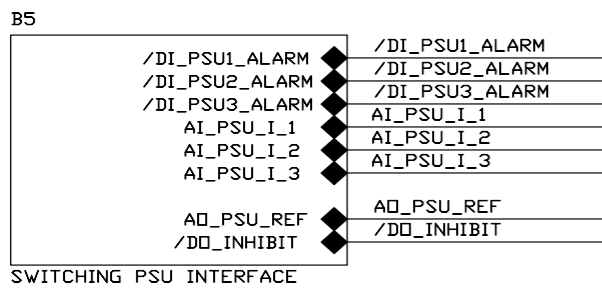 B5
/DI_PSU1_ALARM /DI_PSU1_ALARM
/DI_PSU2_ALARM /DI_PSU2_ALARM
/DI_PSU3_ALARM /DI_PSU3_ALARM
AI_PSU_I_1 AI_PSU_I_1
AI_PSU_I_2 AI_PSU_I_2
AI_PSU_I_3 AI_PSU_I_3
AO_PSU_REF AO_PSU_REF
/DO_INHIBIT /DO_INHIBIT
SWITCHING PSU INTERFACE